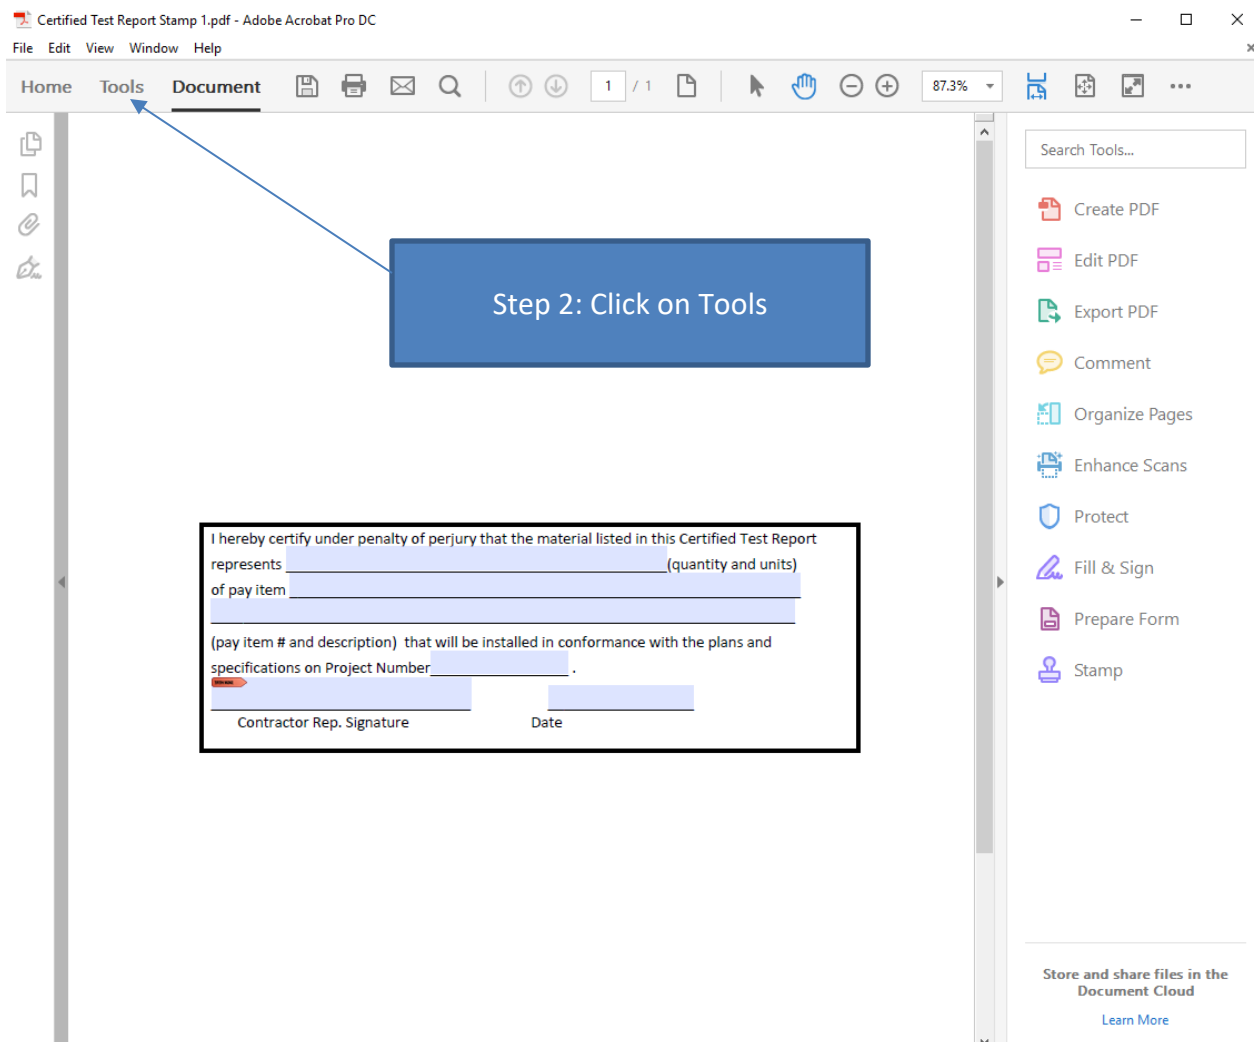 Certified Test Report Stamp 1.pdf - Adobe Acrobat Pro DC
File Edit View Window Help
Home Tools Document 1 / 1 87.3%
Search Tools...
Create PDF
Edit PDF
Export PDF
Comment
Organize Pages
Enhance Scans
Protect
Fill & Sign
Prepare Form
Stamp
Step 2: Click on Tools
I hereby certify under penalty of perjury that the material listed in this Certified Test Report
represents (quantity and units)
of pay item
(pay item # and description) that will be installed in conformance with the plans and
specifications on Project Number .
Contractor Rep. Signature Date
Store and share files in the
Document Cloud
Learn More